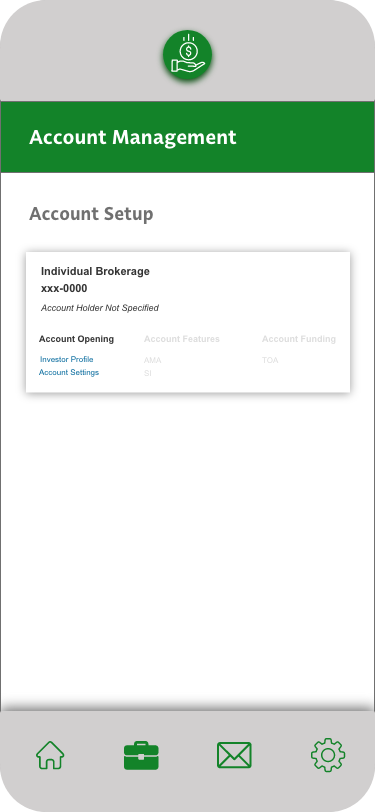 Account Management
Account Setup
Individual Brokerage
xxx-0000
Account Holder Not Specified
Account Opening Account Features Account Funding
Investor Profile AMA TOA
Account Settings SI